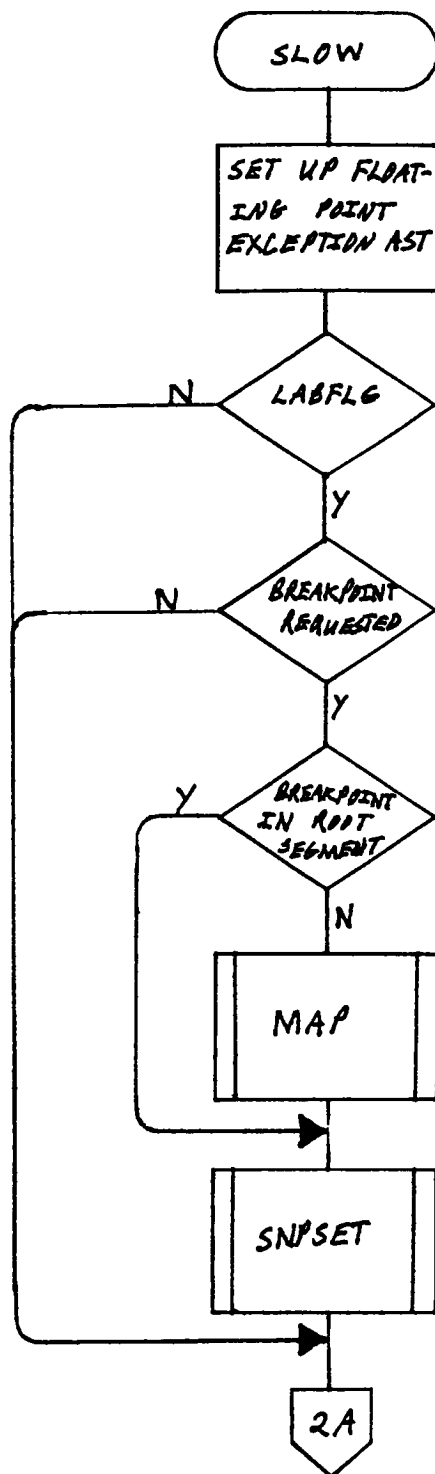 SLOW
SET UP FLOAT-
ING POINT
EXCEPTION AST
LABFLG
N
Y
BREAKPOINT
REQUESTED
N
Y
BREAKPOINT
IN ROOT
SEGMENT
Y
N
MAP
SNPSET
2A